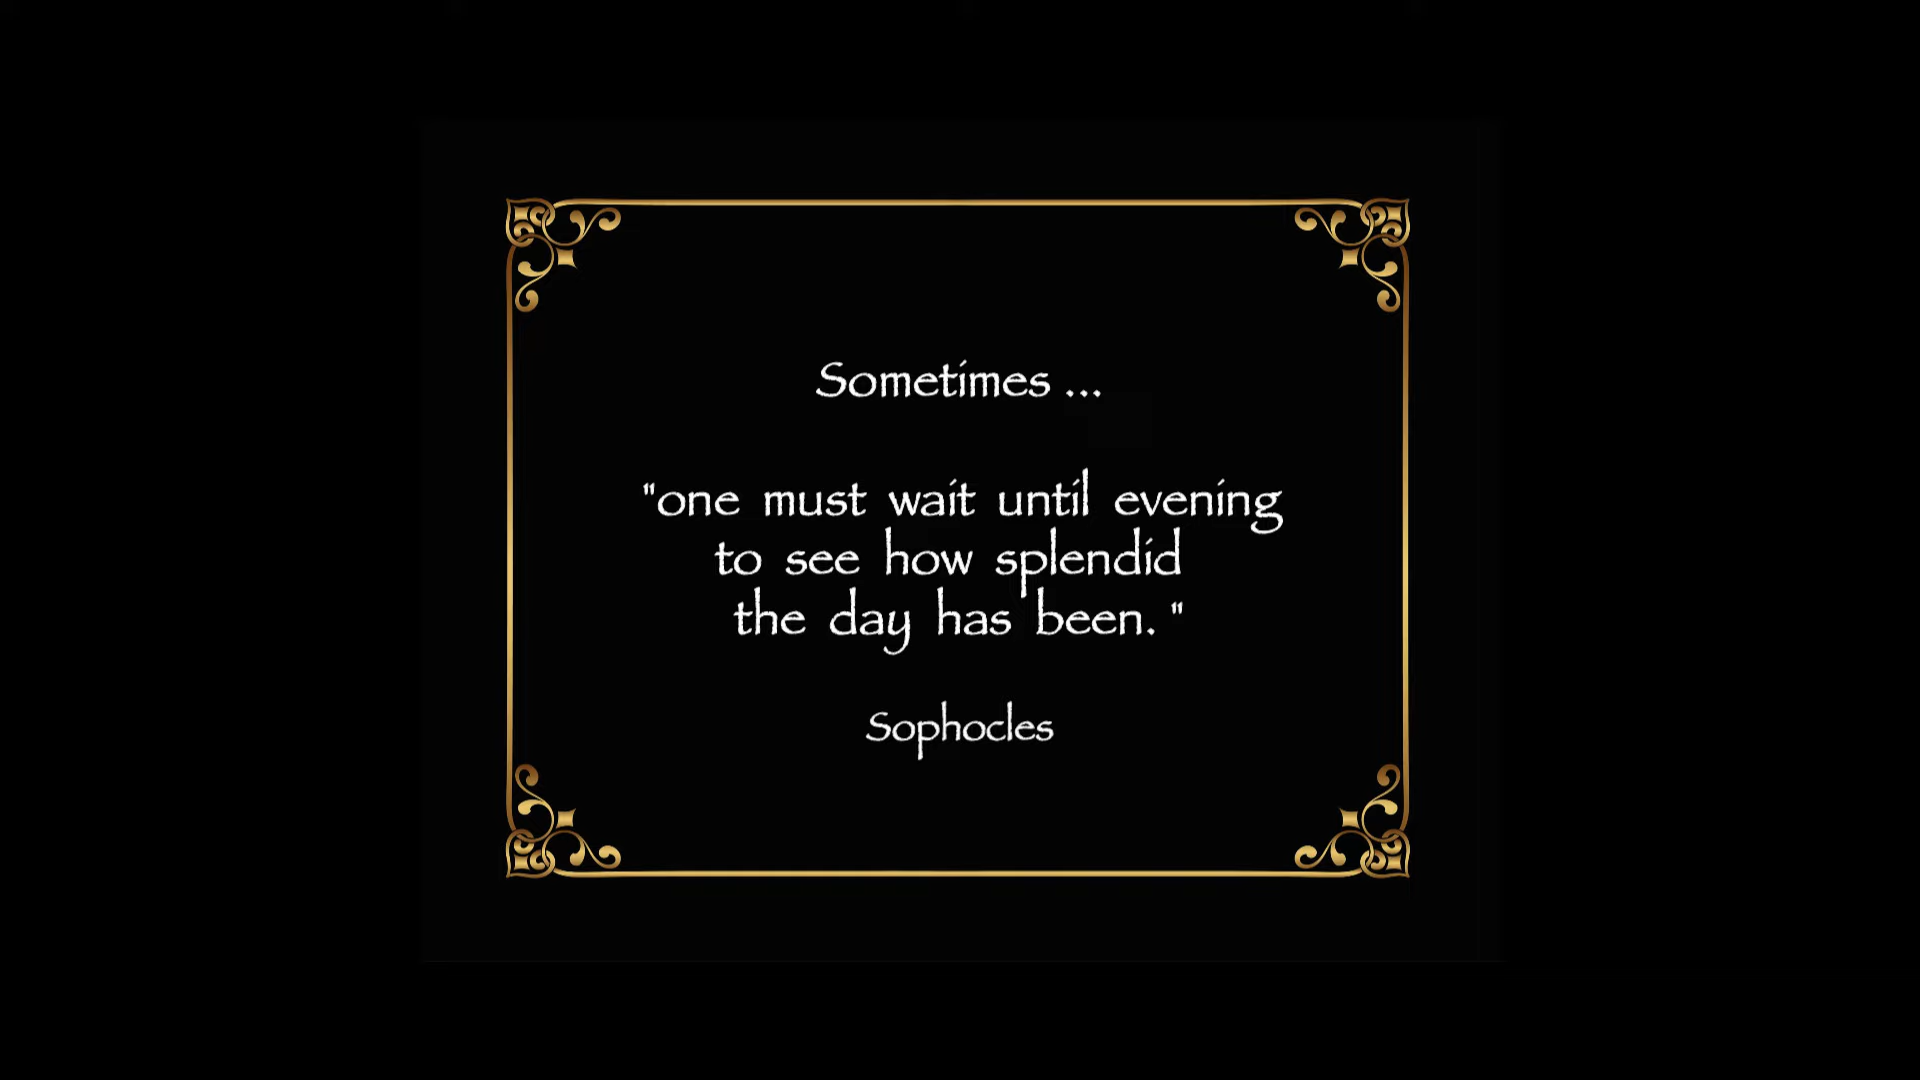 Sometimes ...
"one must wait until evening
to see how splendid
the day has been. "
Sophocles